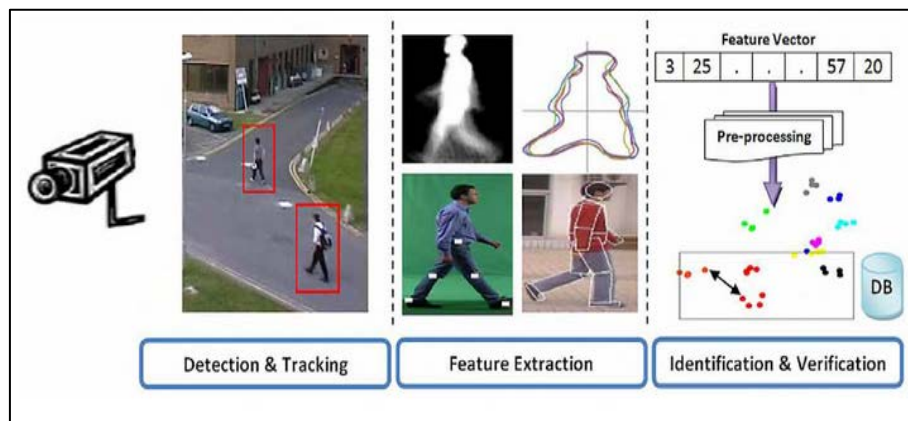 Feature Vector
3 25 . . . 57 20
Pre-processing
DB
Detection & Tracking
Feature Extraction
Identification & Verification